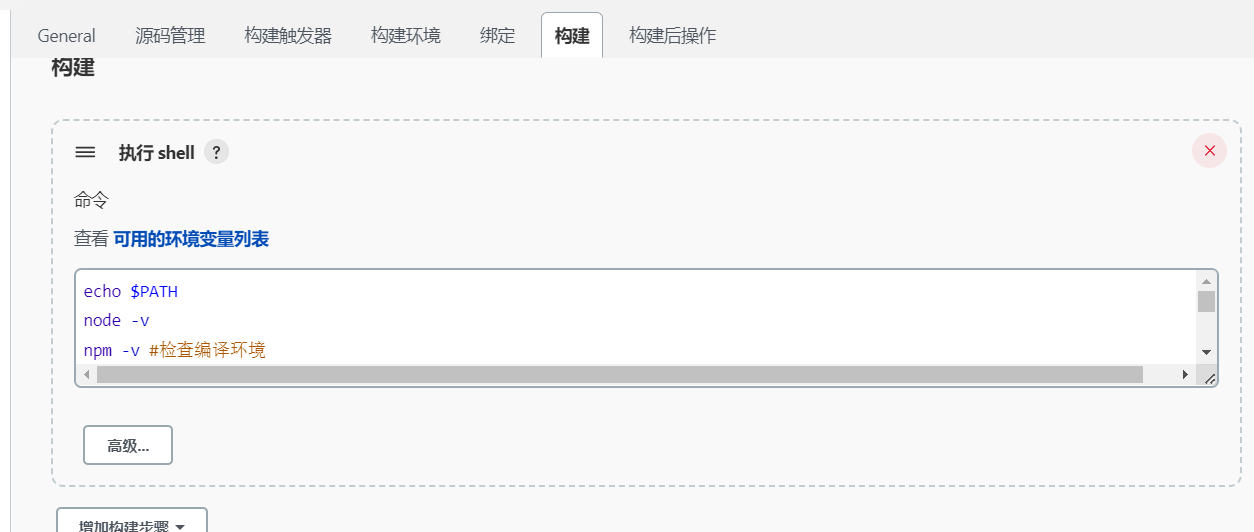 General 源码管理 构建触发器 构建环境 绑定 构建 构建后操作
构建
执行 shell ?
命令
查看 可用的环境变量列表
echo $PATH
node -v
npm -v #检查编译环境
高级...
增加构建步骤